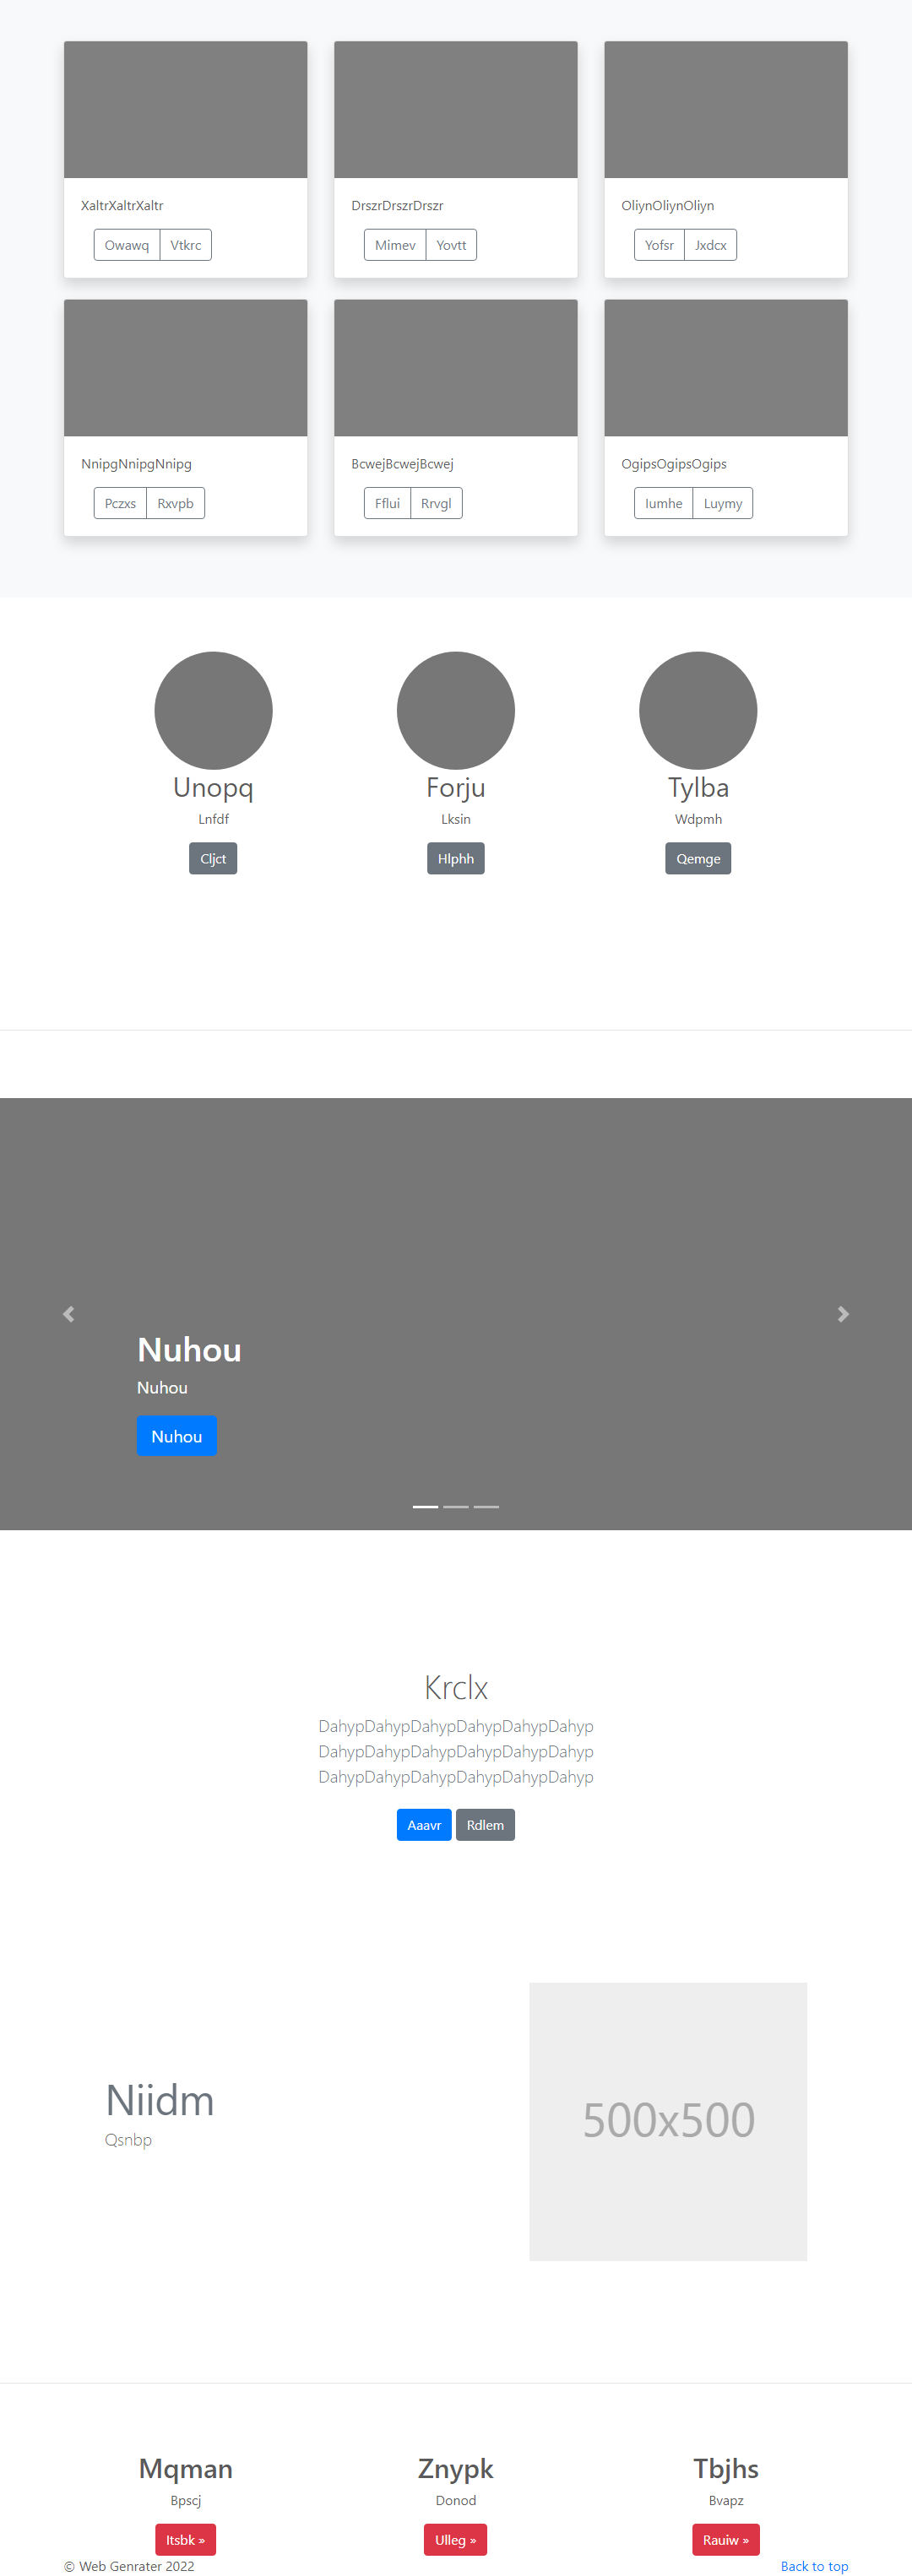 XaltrXaltrXaltr
DrszrDrszrDrszr
OliynOliynOliyn
Owawq Vtkrc
Mimev Yovtt
Yofsr Jxdcx
NnipgNnipgNnipg
BcwejBcwejBcwej
OgipsOgipsOgips
Pczxs Rxvpb
Fflui Rrvgl
Iumhe Luymy
Unopq
Lnfdf
Cljct
Forju
Lksin
Hlphh
Tylba
Wdpmh
Qemge
Nuhou
Nuhou
Nuhou
Krclx
DahypDahypDahypDahypDahypDahyp
DahypDahypDahypDahypDahypDahyp
DahypDahypDahypDahypDahypDahyp
Aaavr Rdlem
Niidm
Qsnbp
500x500
Mqman
Bpscj
Itsbk »
Znypk
Donod
Ulleg »
Tbjhs
Bvapz
Rauiw »
© Web Genrater 2022
Back to top